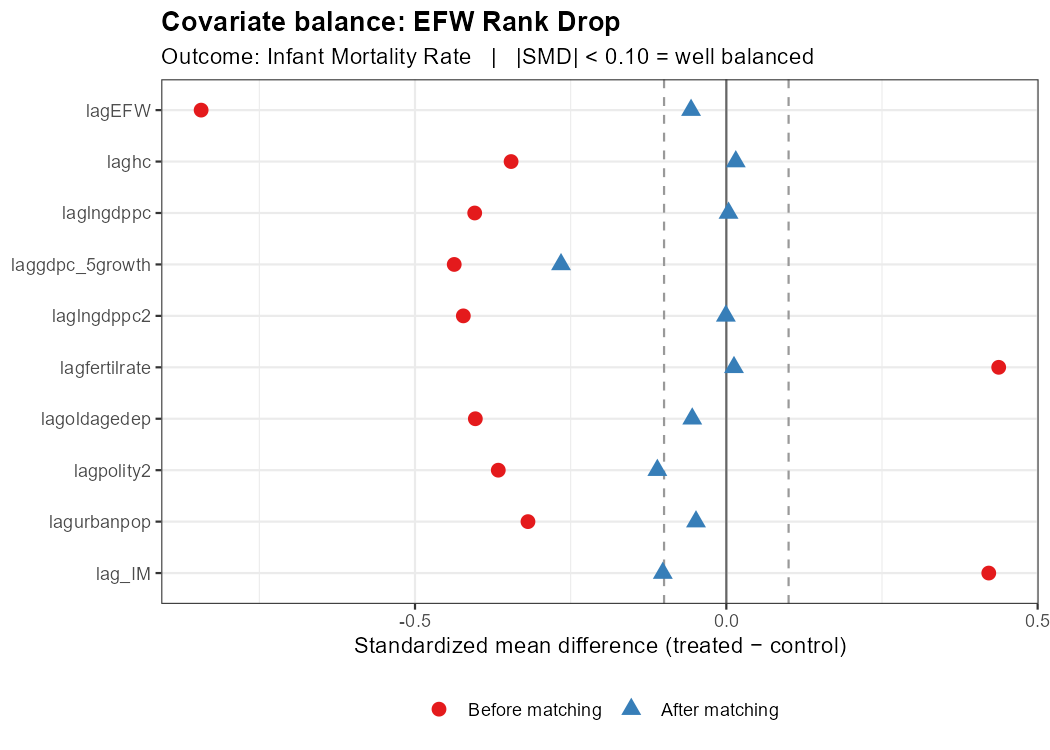 Covariate balance: EFW Rank Drop
Outcome: Infant Mortality Rate | |SMD| < 0.10 = well balanced
lagEFW
laghc
laglngdppc
laggdpc_5growth
laglngdppc2
lagfertilrate
lagoldagedep
lagpolity2
lagurbanpop
lag_IM
-0.5 0.0 0.5
Standardized mean difference (treated − control)
Before matching After matching